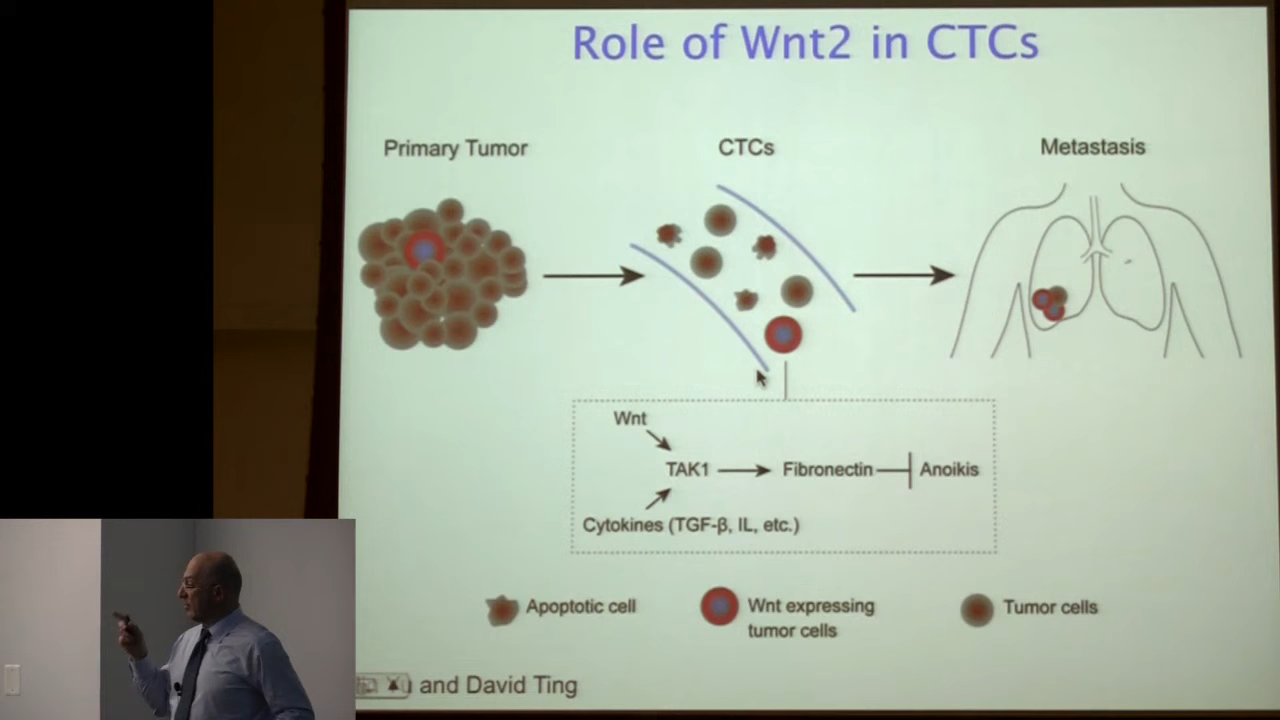 Role of Wnt2 in CTCs
Primary Tumor
CTCs
Metastasis
Wnt
TAK1
Fibronectin
Anoikis
Cytokines (TGF-β, IL, etc.)
Apoptotic cell
Wnt expressing
tumor cells
Tumor cells
and David Ting